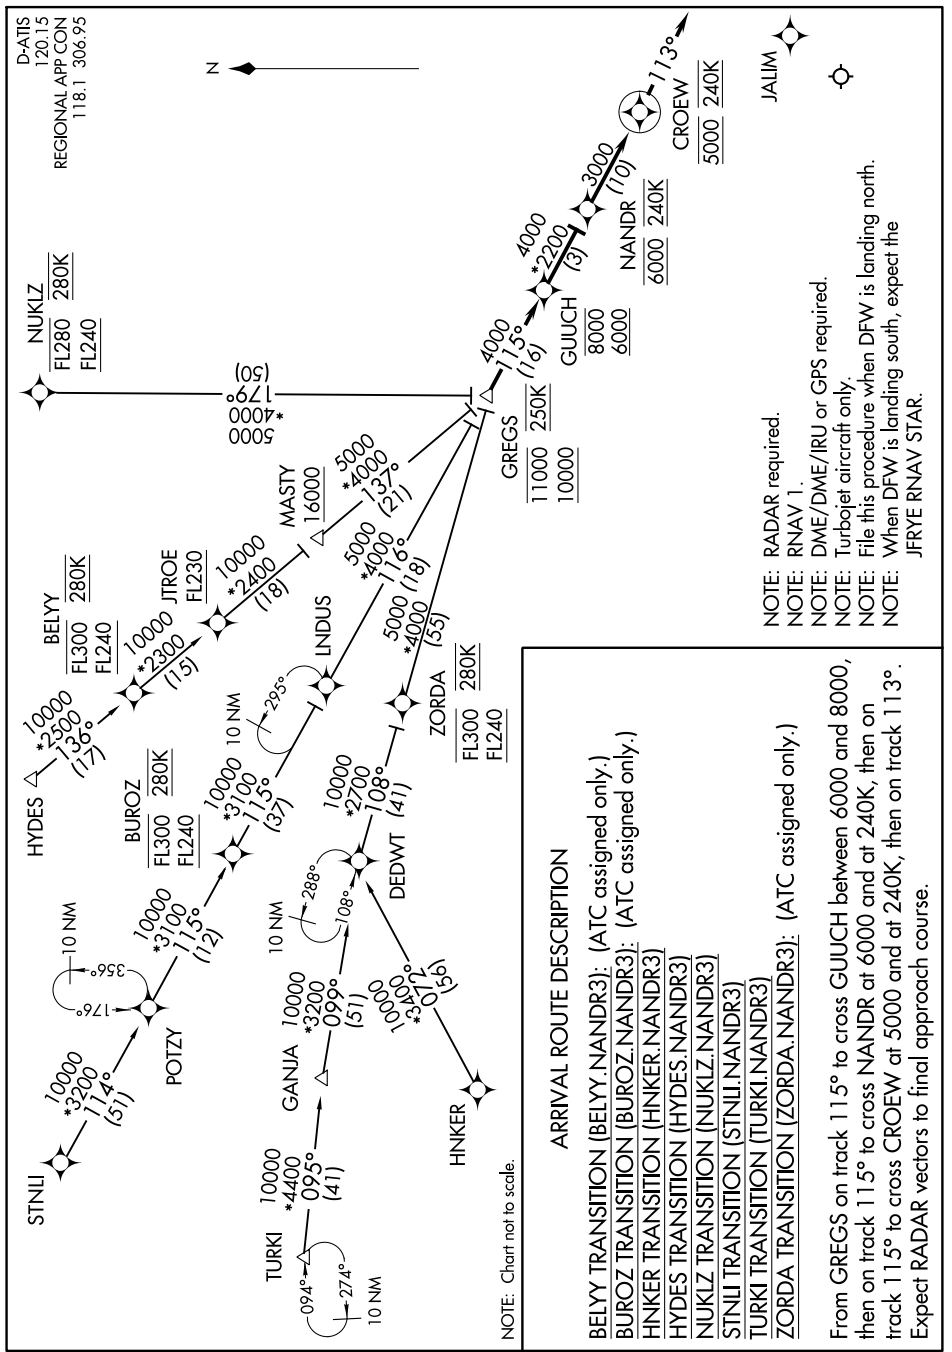 D-ATIS
120.15
REGIONAL APP CON
118.1 306.95
N
NUKLZ
FL280 280K
FL240
5000
*4000
179°
(50)
HYDES
10000
*2500
136°
(17)
BELYY
FL300 280K
FL240
10000
*2300
(15)
JTROE
FL230
10000
*2400
(18)
MASTY
16000
5000
*4000
137°
(21)
STNLI
10000
*3200
114°
(51)
POTZY
10 NM
176°
356°
10000
*3100
115°
(12)
BUROZ
FL300 280K
FL240
10000
*3100
115°
(37)
LNDUS
10 NM
295°
5000
*4000
116°
(18)
TURKI
094°
274°
10 NM
10000
*4400
095°
(41)
GANJA
10000
*3200
099°
(51)
HNKER
10000
*3400
072°
(56)
DEDWT
10 NM
288°
108°
10000
*2700
108°
(41)
ZORDA
FL300 280K
FL240
5000
*4000
(55)
GREGS
11000 250K
10000
4000
115°
(16)
GUUCH
8000
6000
4000
*2200
(3)
NANDR
6000 240K
3000
(10)
CROEW
5000 240K
113°
JALIM
NOTE: RADAR required.
NOTE: RNAV 1.
NOTE: DME/DME/IRU or GPS required.
NOTE: Turbojet aircraft only.
NOTE: File this procedure when DFW is landing north.
NOTE: When DFW is landing south, expect the
JFRYE RNAV STAR.
NOTE: Chart not to scale.
ARRIVAL ROUTE DESCRIPTION
BELYY TRANSITION (BELYY.NANDR3): (ATC assigned only.)
BUROZ TRANSITION (BUROZ.NANDR3): (ATC assigned only.)
HNKER TRANSITION (HNKER.NANDR3)
HYDES TRANSITION (HYDES.NANDR3)
NUKLZ TRANSITION (NUKLZ.NANDR3)
STNLI TRANSITION (STNLI.NANDR3)
TURKI TRANSITION (TURKI.NANDR3)
ZORDA TRANSITION (ZORDA.NANDR3): (ATC assigned only.)
From GREGS on track 115° to cross GUUCH between 6000 and 8000,
then on track 115° to cross NANDR at 6000 and at 240K, then on
track 115° to cross CROEW at 5000 and at 240K, then on track 113°.
Expect RADAR vectors to final approach course.